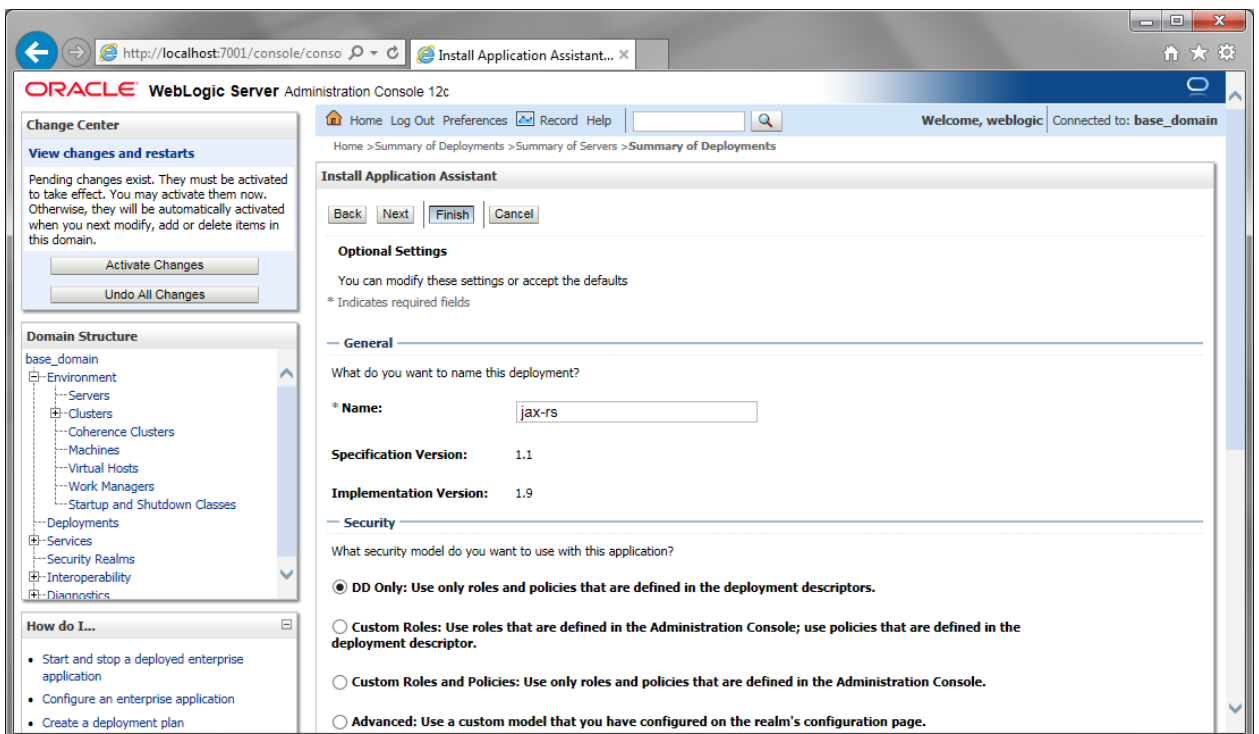 http://localhost:7001/console/conso
Install Application Assistant...
ORACLE WebLogic Server Administration Console 12c
Change Center
View changes and restarts
Pending changes exist. They must be activated
to take effect. You may activate them now.
Otherwise, they will be automatically activated
when you next modify, add or delete items in
this domain.
Activate Changes
Undo All Changes
Domain Structure
base_domain
Environment
Servers
Clusters
Coherence Clusters
Machines
Virtual Hosts
Work Managers
Startup and Shutdown Classes
Deployments
Services
Security Realms
Interoperability
Diagnostics
How do I...
• Start and stop a deployed enterprise
application
• Configure an enterprise application
• Create a deployment plan
Home Log Out Preferences Record Help
Welcome, weblogic Connected to: base_domain
Home >Summary of Deployments >Summary of Servers >Summary of Deployments
Install Application Assistant
Back Next Finish Cancel
Optional Settings
You can modify these settings or accept the defaults
* Indicates required fields
General
What do you want to name this deployment?
* Name: jax-rs
Specification Version: 1.1
Implementation Version: 1.9
Security
What security model do you want to use with this application?
DD Only: Use only roles and policies that are defined in the deployment descriptors.
Custom Roles: Use roles that are defined in the Administration Console; use policies that are defined in the
deployment descriptor.
Custom Roles and Policies: Use only roles and policies that are defined in the Administration Console.
Advanced: Use a custom model that you have configured on the realm's configuration page.